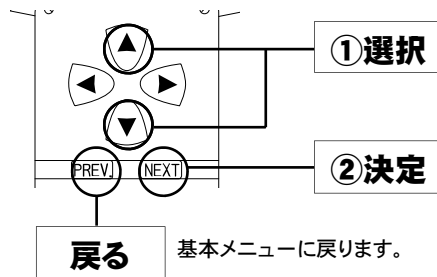 ①選択
PREV.
NEXT
②決定
戻る
基本メニューに戻ります。